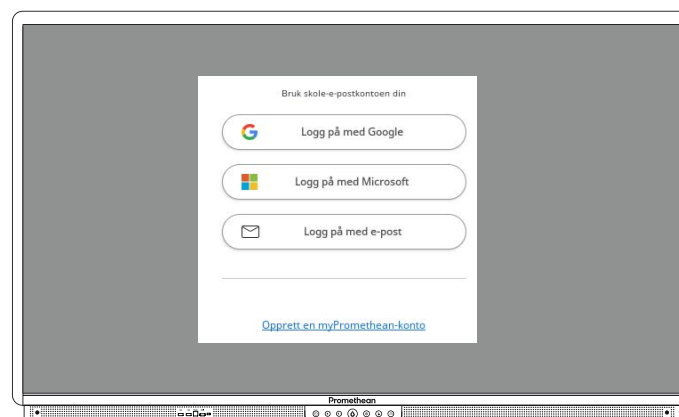 Bruk skole-e-postkontoen din
Logg på med Google
Logg på med Microsoft
Logg på med e-post
Opprett en myPromethean-konto
Promethean